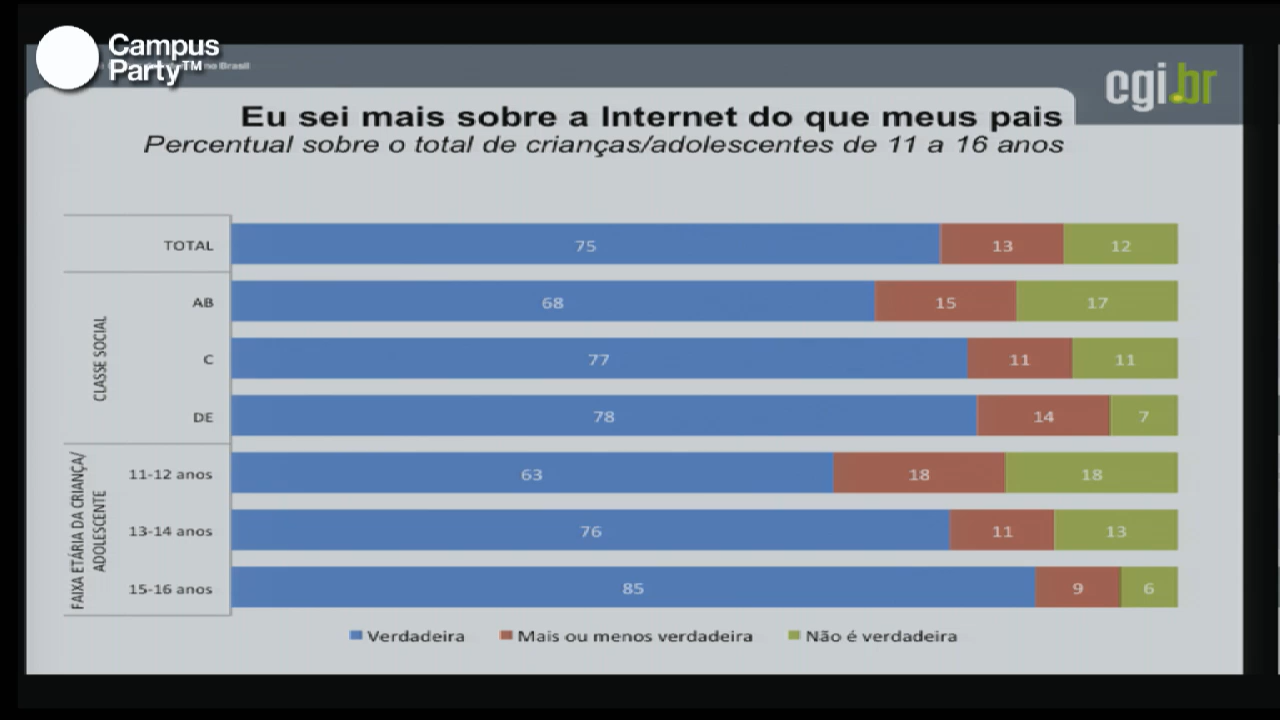 Campus
Party™
no Brasil
cgi.br
Eu sei mais sobre a Internet do que meus pais
Percentual sobre o total de crianças/adolescentes de 11 a 16 anos
TOTAL 75 13 12
CLASSE SOCIAL
AB 68 15 17
C 77 11 11
DE 78 14 7
FAIXA ETÁRIA DA CRIANÇA/
ADOLESCENTE
11-12 anos 63 18 18
13-14 anos 76 11 13
15-16 anos 85 9 6
Verdadeira Mais ou menos verdadeira Não é verdadeira